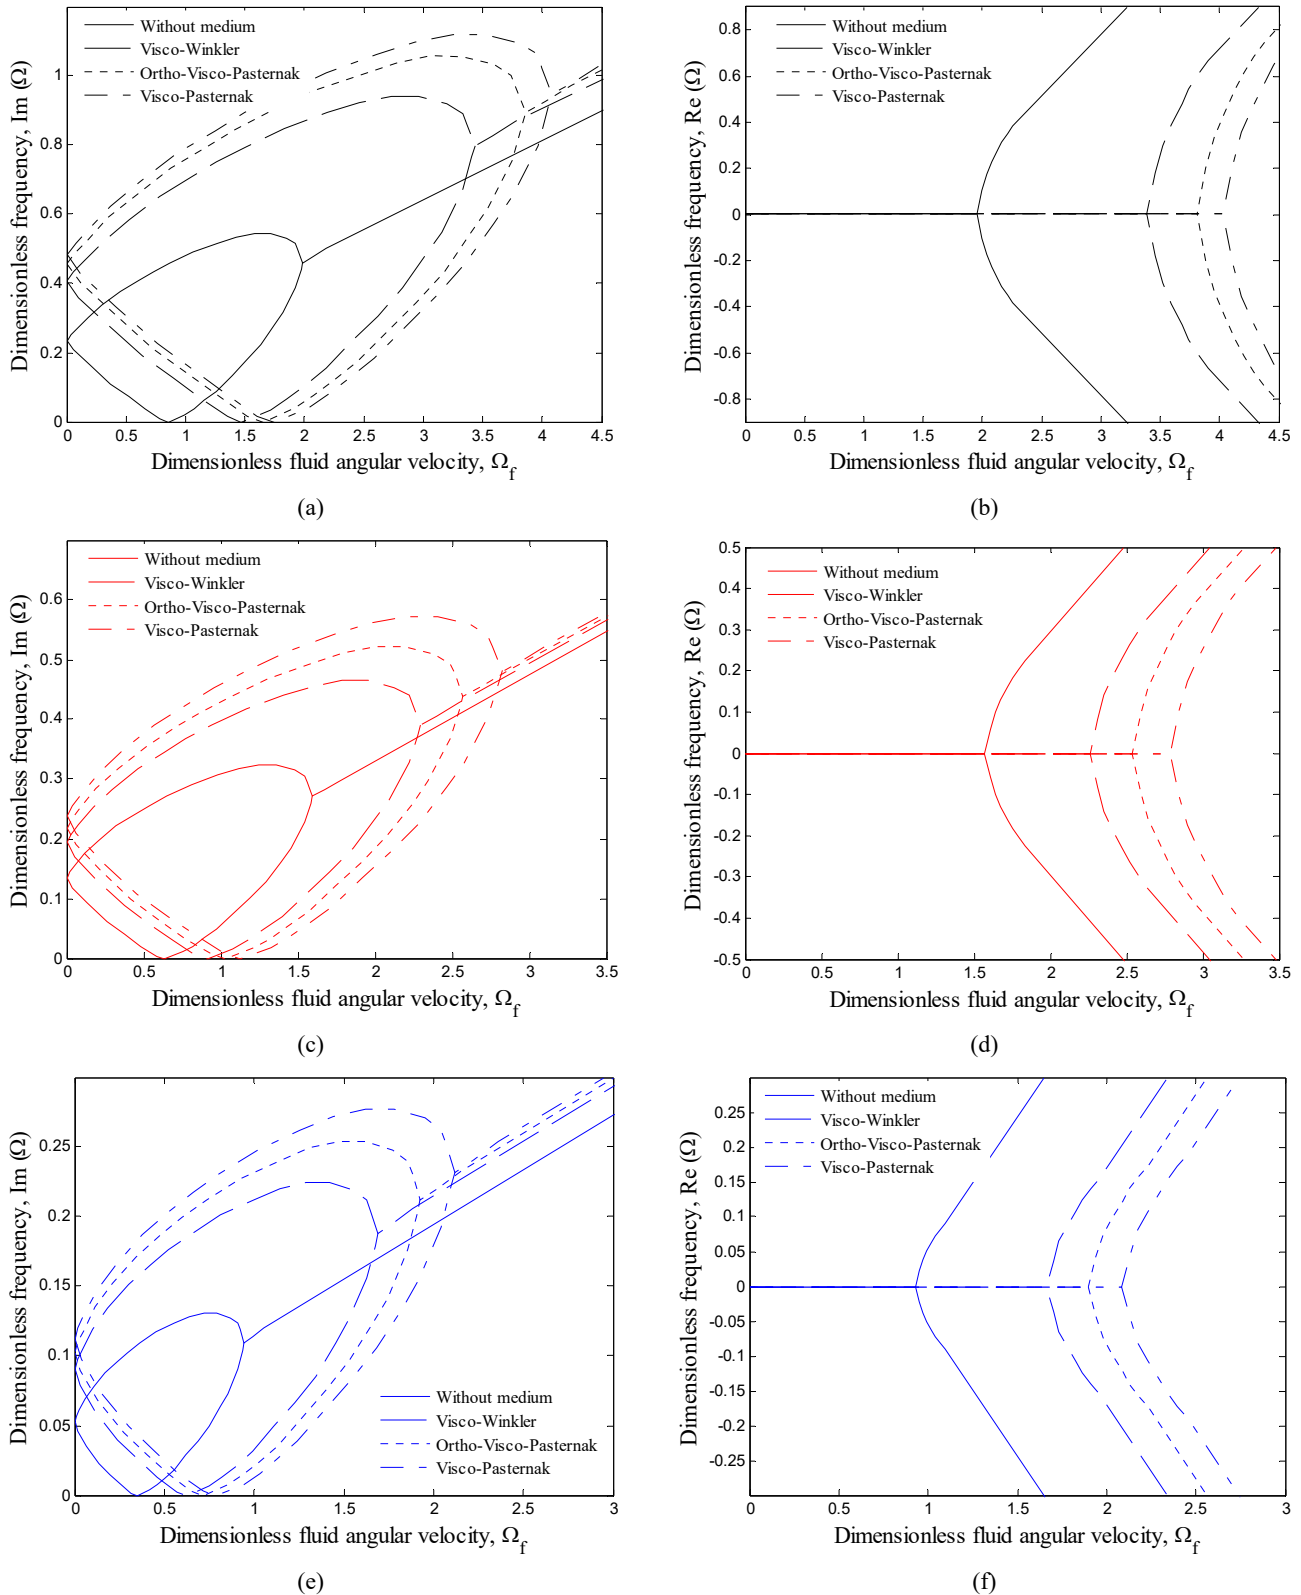 Without medium
Visco-Winkler
Ortho-Visco-Pasternak
Visco-Pasternak
Dimensionless frequency, Im (Ω)
1
0.8
0.6
0.4
0.2
0
0 0.5 1 1.5 2 2.5 3 3.5 4 4.5
Dimensionless fluid angular velocity, Ωf
(a)
Without medium
Visco-Winkler
Ortho-Visco-Pasternak
Visco-Pasternak
Dimensionless frequency, Re (Ω)
0.8
0.6
0.4
0.2
0
-0.2
-0.4
-0.6
-0.8
0 0.5 1 1.5 2 2.5 3 3.5 4 4.5
Dimensionless fluid angular velocity, Ωf
(b)
Without medium
Visco-Winkler
Ortho-Visco-Pasternak
Visco-Pasternak
Dimensionless frequency, Im (Ω)
0.6
0.5
0.4
0.3
0.2
0.1
0
0 0.5 1 1.5 2 2.5 3 3.5
Dimensionless fluid angular velocity, Ωf
(c)
Without medium
Visco-Winkler
Ortho-Visco-Pasternak
Visco-Pasternak
Dimensionless frequency, Re (Ω)
0.5
0.4
0.3
0.2
0.1
0
-0.1
-0.2
-0.3
-0.4
-0.5
0 0.5 1 1.5 2 2.5 3 3.5
Dimensionless fluid angular velocity, Ωf
(d)
Dimensionless frequency, Im (Ω)
0.25
0.2
0.15
0.1
0.05
0
Without medium
Visco-Winkler
Ortho-Visco-Pasternak
Visco-Pasternak
0 0.5 1 1.5 2 2.5 3
Dimensionless fluid angular velocity, Ωf
(e)
Without medium
Visco-Winkler
Ortho-Visco-Pasternak
Visco-Pasternak
Dimensionless frequency, Re (Ω)
0.25
0.2
0.15
0.1
0.05
0
-0.05
-0.1
-0.15
-0.2
-0.25
0 0.5 1 1.5 2 2.5 3
Dimensionless fluid angular velocity, Ωf
(f)